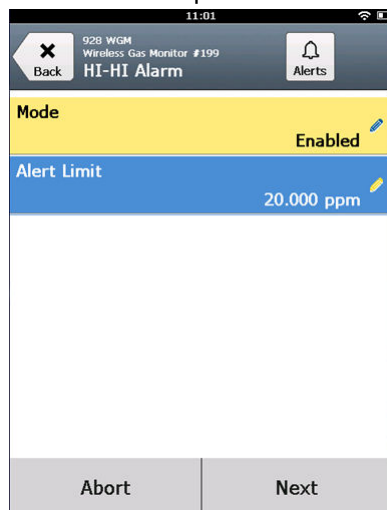 11:01
928 WGM
Wireless Gas Monitor #199
HI-HI Alarm
Back
Alerts
Mode
Enabled
Alert Limit
20.000 ppm
Abort
Next